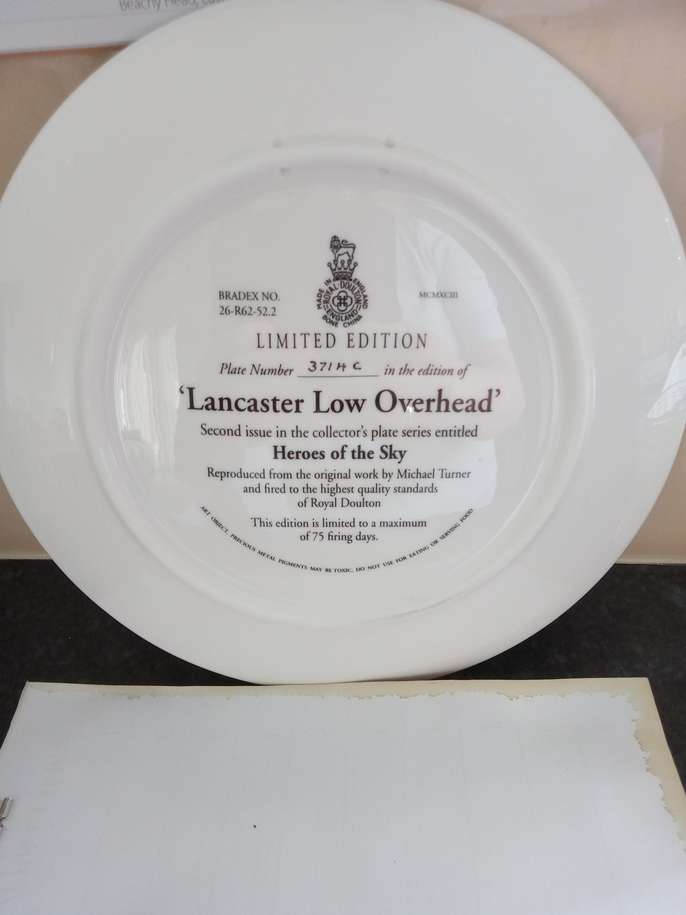 Beachy Head,
MADE IN ENGLAND
ROYAL DOULTON
ENGLAND
BONE CHINA
BRADEX NO.
26-R62-52.2
MCMXCIII
LIMITED EDITION
Plate Number 371H C in the edition of
‘Lancaster Low Overhead’
Second issue in the collector's plate series entitled
Heroes of the Sky
Reproduced from the original work by Michael Turner
and fired to the highest quality standards
of Royal Doulton
This edition is limited to a maximum
of 75 firing days.
ART OBJECT. PRECIOUS METAL PIGMENTS MAY BE TOXIC. DO NOT USE FOR EATING OR SERVING FOOD